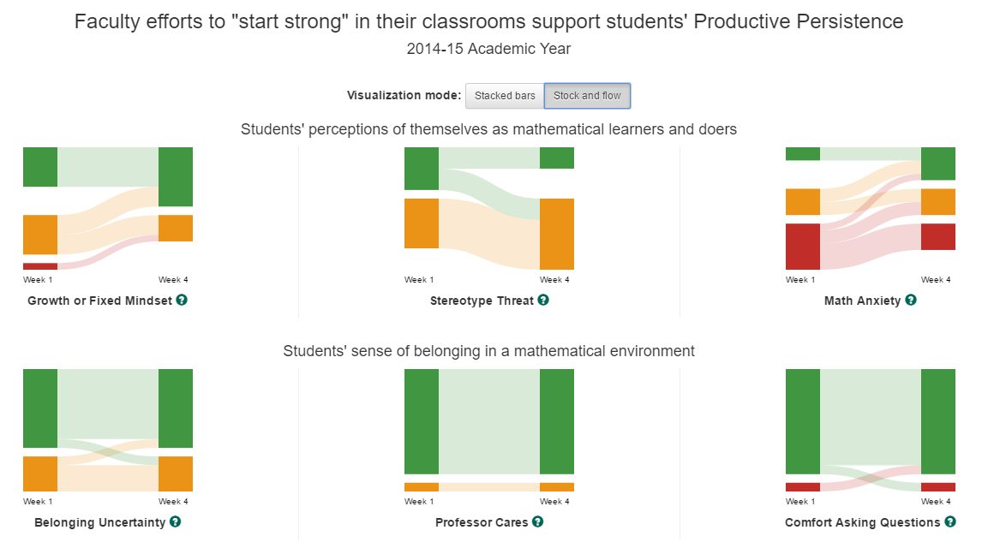 Faculty efforts to "start strong" in their classrooms support students' Productive Persistence
2014-15 Academic Year
Visualization mode: Stacked bars Stock and flow
Students' perceptions of themselves as mathematical learners and doers
Week 1 Week 4 Week 1 Week 4 Week 1 Week 4
Growth or Fixed Mindset ? Stereotype Threat ? Math Anxiety ?
Students' sense of belonging in a mathematical environment
Week 1 Week 4 Week 1 Week 4 Week 1 Week 4
Belonging Uncertainty ? Professor Cares ? Comfort Asking Questions ?